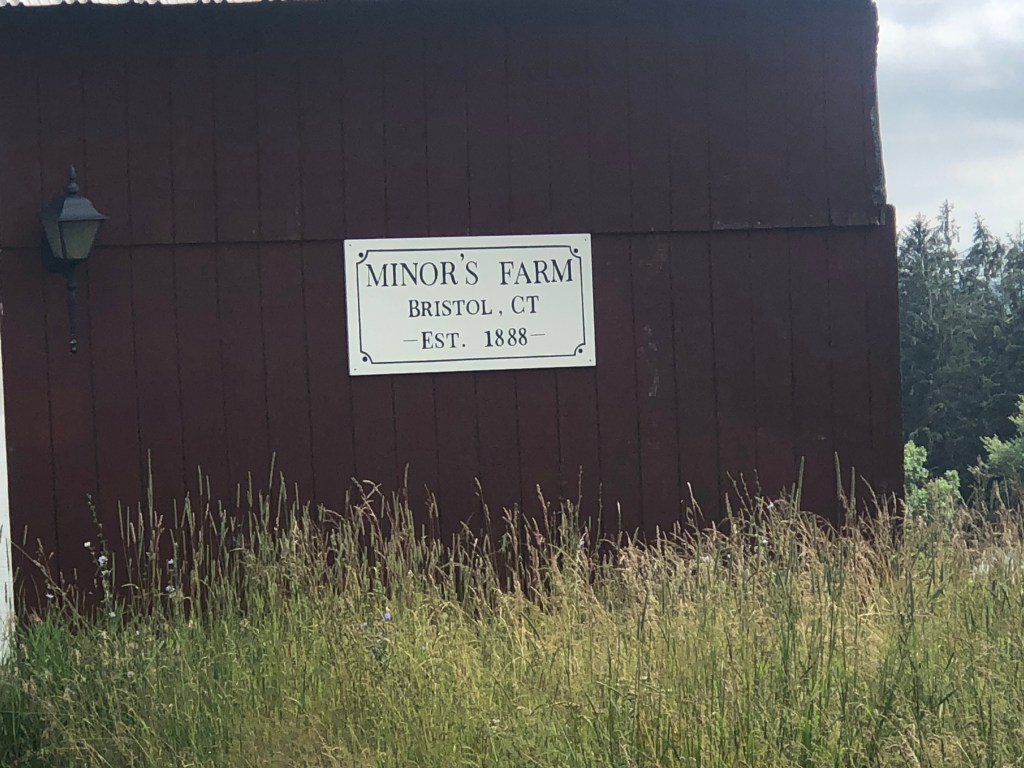 MINOR'S FARM
BRISTOL, CT
–EST. 1888–